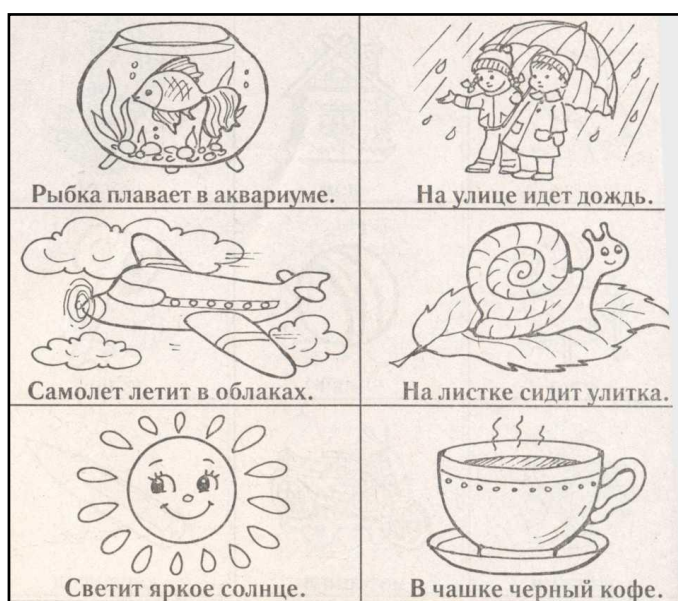 Рыбка плавает в аквариуме.
На улице идет дождь.
Самолет летит в облаках.
На листке сидит улитка.
Светит яркое солнце.
В чашке черный кофе.